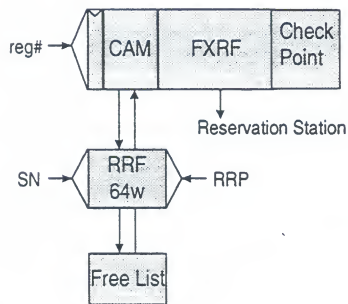 reg#
CAM
FXRF
Check
Point
Reservation Station
SN
RRF
64w
RRP
Free List